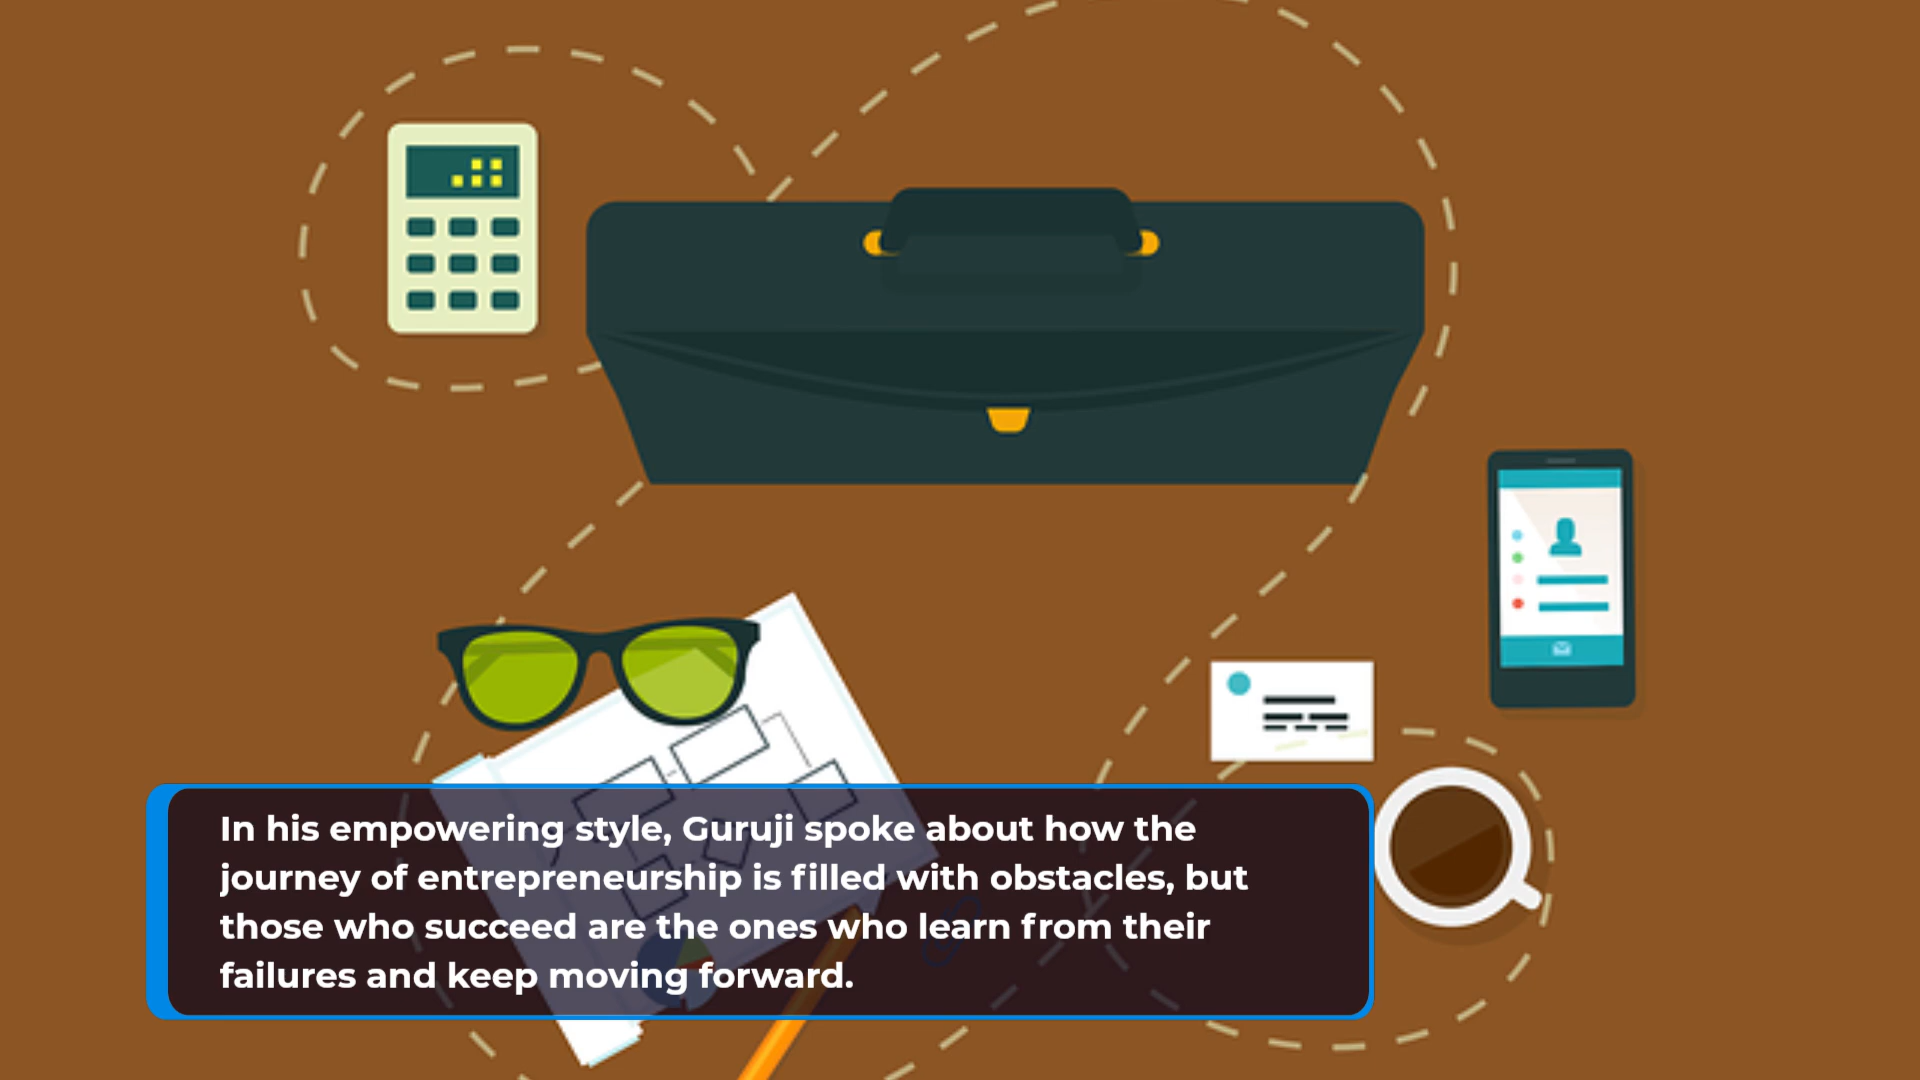 In his empowering style, Guruji spoke about how the
journey of entrepreneurship is filled with obstacles, but
those who succeed are the ones who learn from their
failures and keep moving forward.